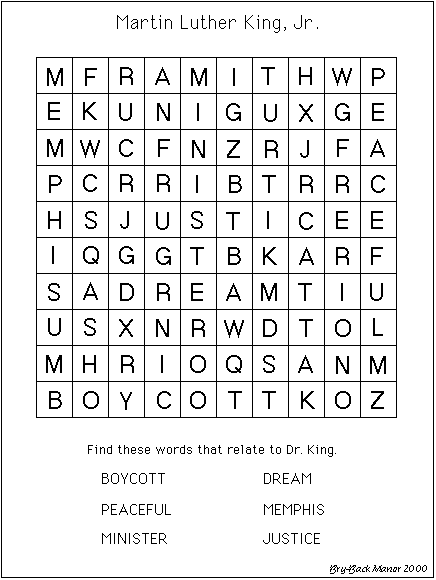 Martin Luther King, Jr.
M F R A M I T H W P
E K U N I G U X G E
M W C F N Z R J F A
P C R R I B T R R C
H S J U S T I C E E
I Q G G T B K A R F
S A D R E A M T I U
U S X N R W D T O L
M H R I O Q S A N M
B O Y C O T T K O Z
Find these words that relate to Dr. King.
BOYCOTT DREAM
PEACEFUL MEMPHIS
MINISTER JUSTICE
Bry-Back Manor 2000